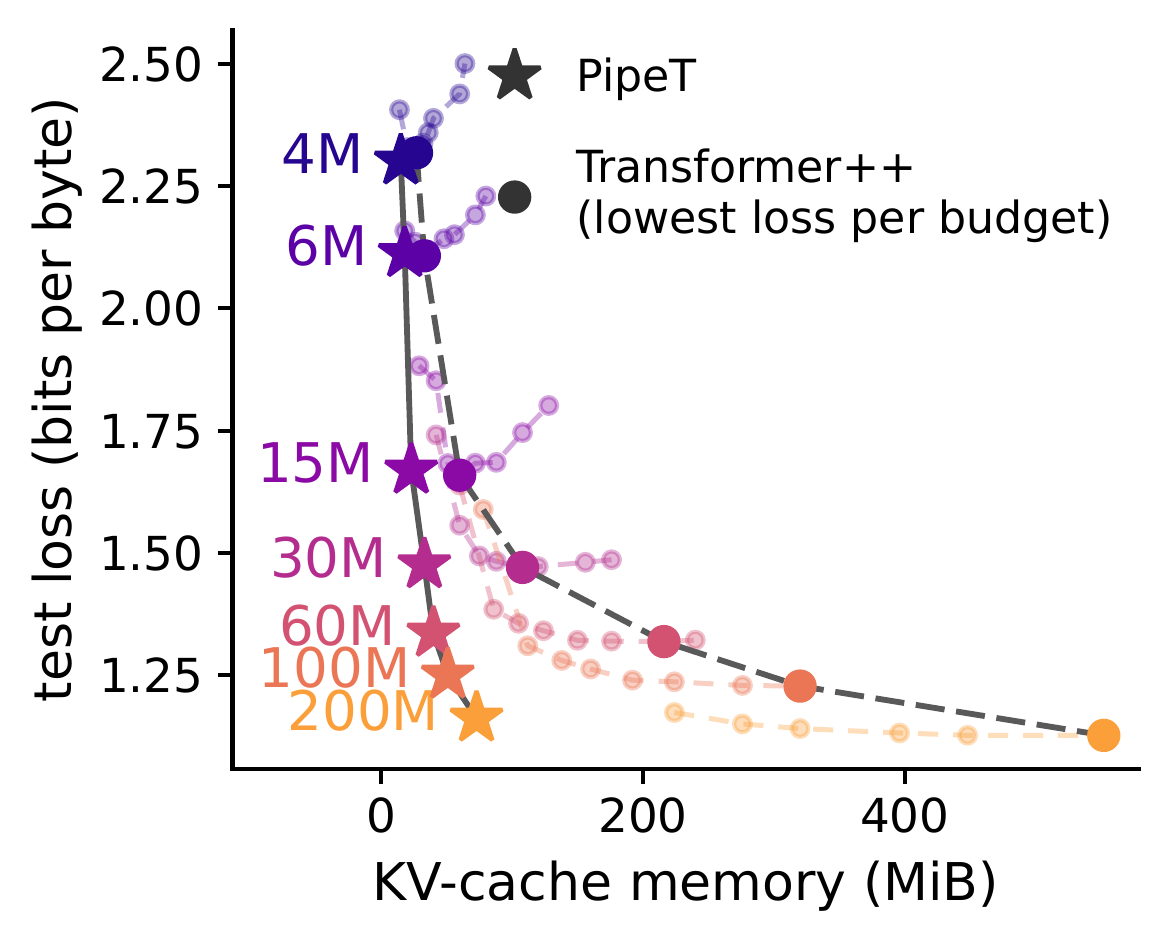 2.50
2.25
2.00
1.75
1.50
1.25
test loss (bits per byte)
PipeT
Transformer++
(lowest loss per budget)
4M
6M
15M
30M
60M
100M
200M
0
200
400
KV-cache memory (MiB)